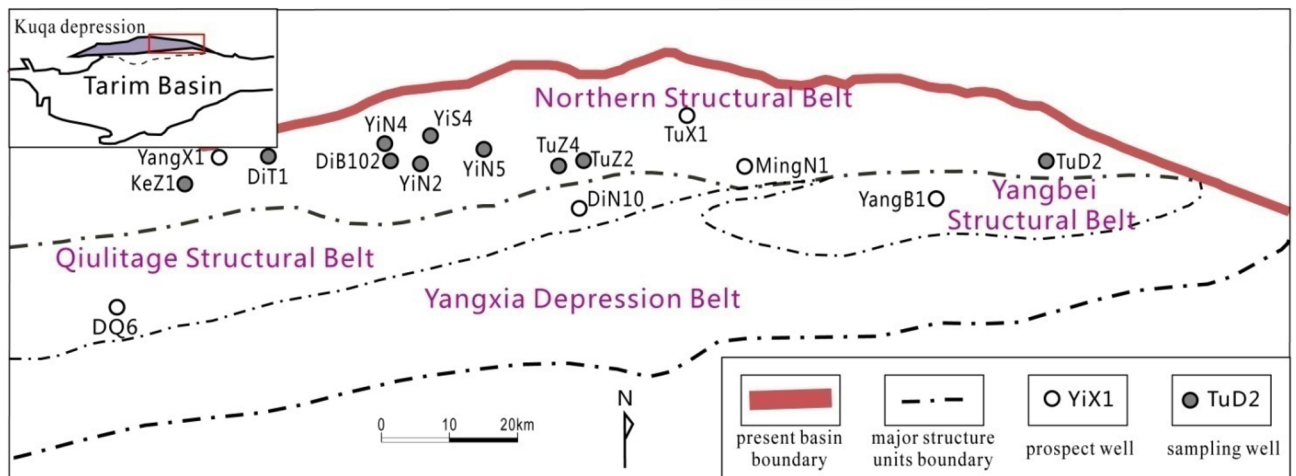 Kuqa depression
Tarim Basin
Northern Structural Belt
YiN4
YiS4
TuX1
YangX1
DiT1
DiB102
YiN5
TuZ4
TuZ2
MingN1
TuD2
KeZ1
YiN2
DiN10
YangB1
Yangbei
Structural Belt
Qiulitage Structural Belt
Yangxia Depression Belt
DQ6
N
0 10 20km
YiX1
TuD2
present basin
boundary
major structure
units boundary
prospect well
sampling well